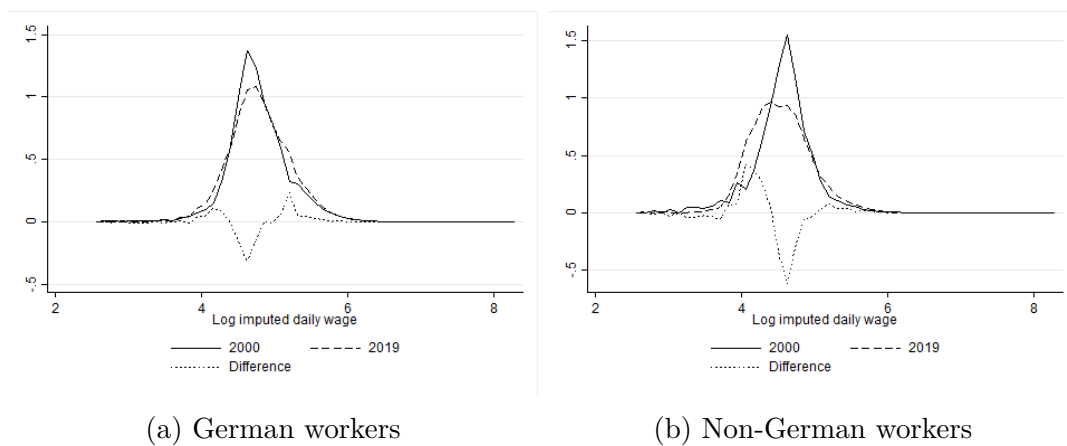 1.5
1
.5
0
-.5
2 4 6 8
Log imputed daily wage
2000 2019
Difference
(a) German workers
1.5
1
.5
0
-.5
2 4 6 8
Log imputed daily wage
2000 2019
Difference
(b) Non-German workers